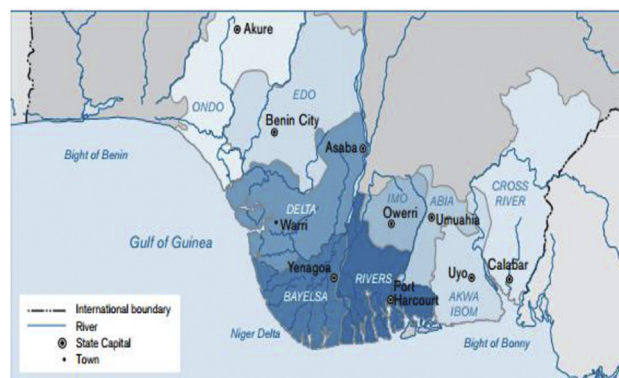 Akure
ONDO
EDO
Benin City
Bight of Benin
Asaba
DELTA
Warri
IMO
Owerri
ABIA
Umuahia
CROSS
RIVER
Gulf of Guinea
Yenagoa
BAYELSA
RIVERS
Port
Harcourt
Uyo
Calabar
AKWA
IBOM
Niger Delta
Bight of Bonny
International boundary
River
State Capital
Town